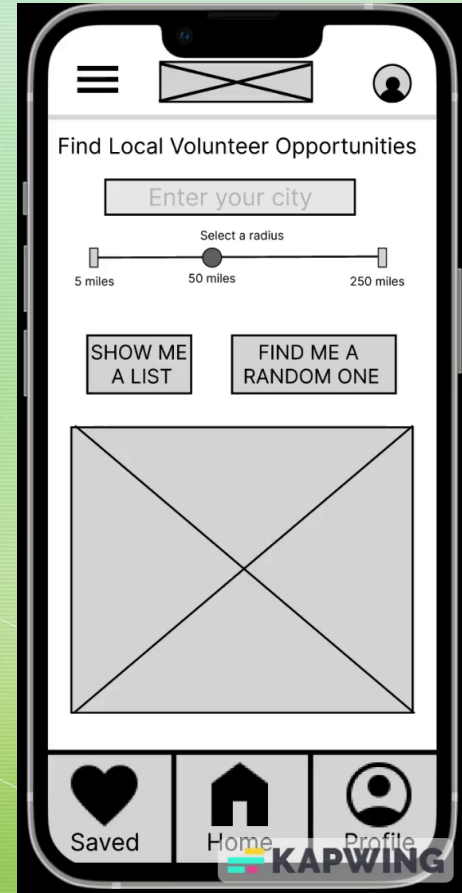 Find Local Volunteer Opportunities
Enter your city
Select a radius
5 miles
50 miles
250 miles
SHOW ME
A LIST
FIND ME A
RANDOM ONE
Saved
Home
Profile
KAPWING